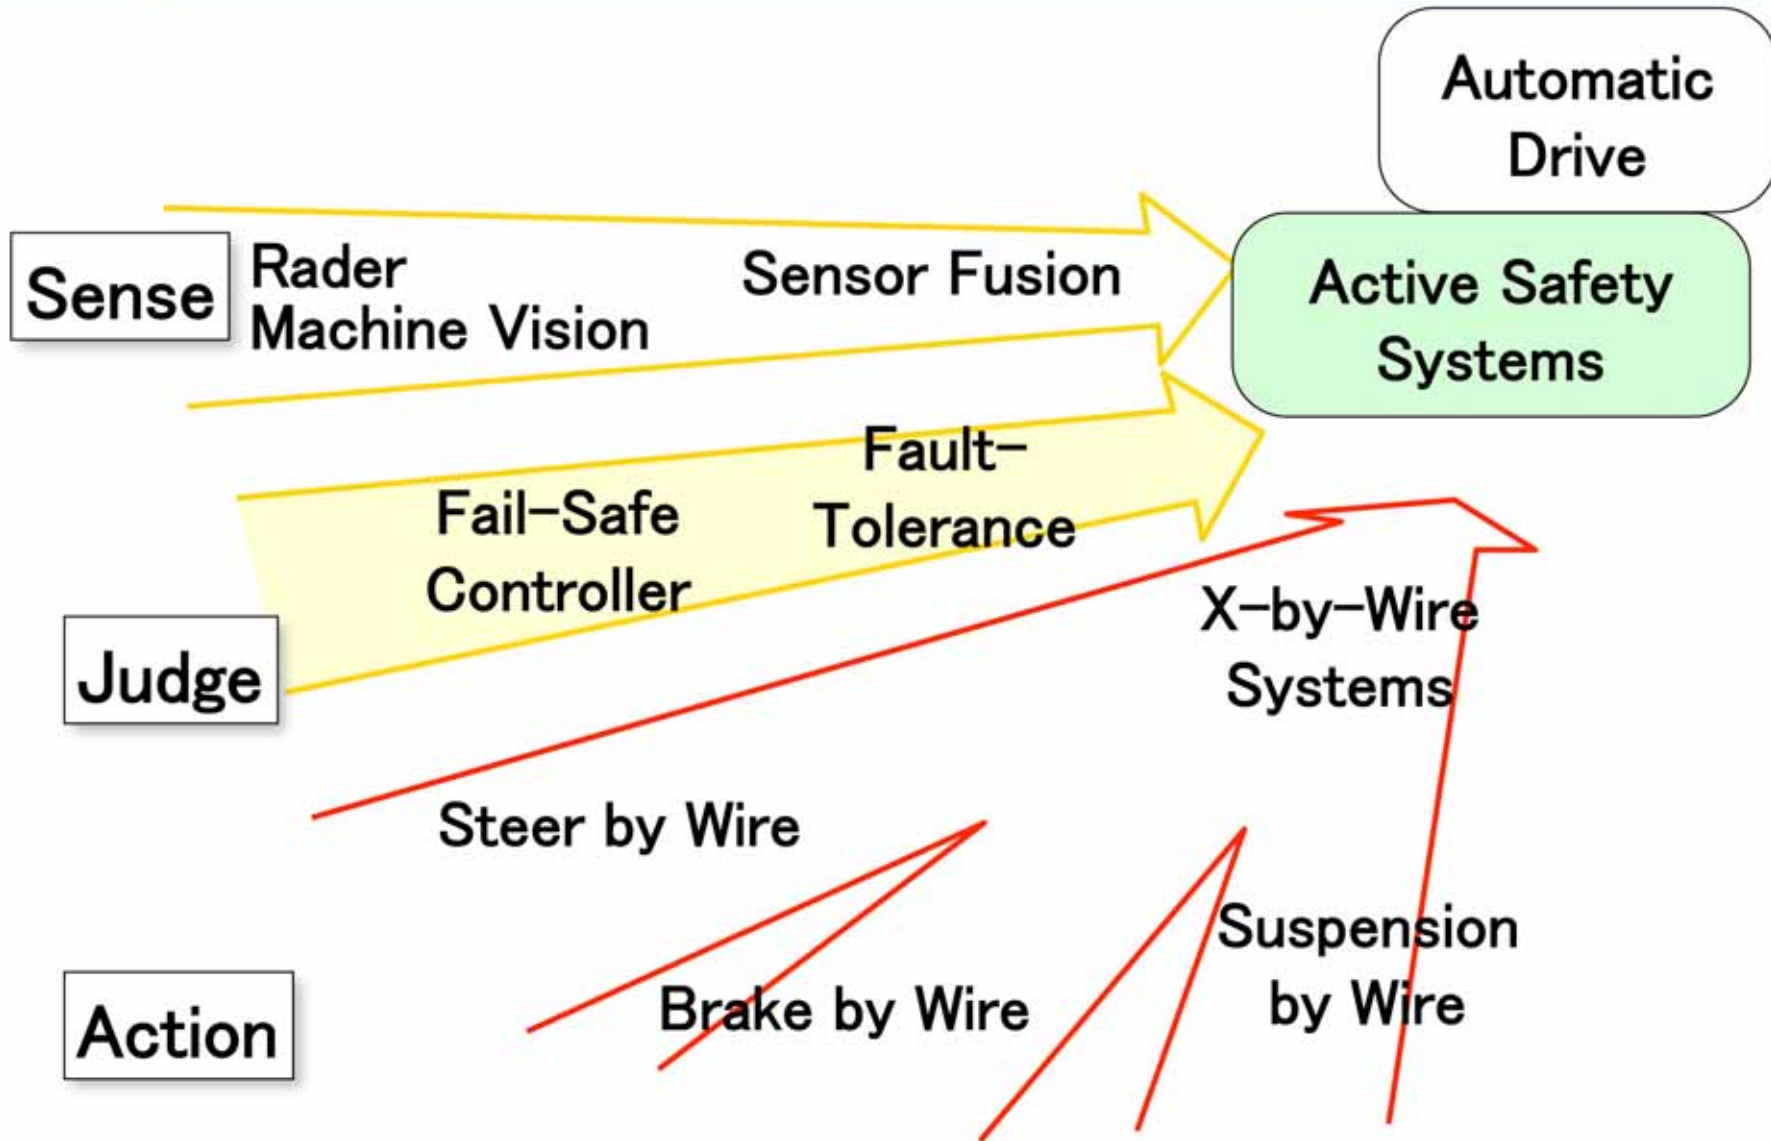 Automatic
Drive
Sense
Rader
Machine Vision
Sensor Fusion
Active Safety
Systems
Fail-Safe
Controller
Fault-
Tolerance
Judge
X-by-Wire
Systems
Steer by Wire
Action
Brake by Wire
Suspension
by Wire